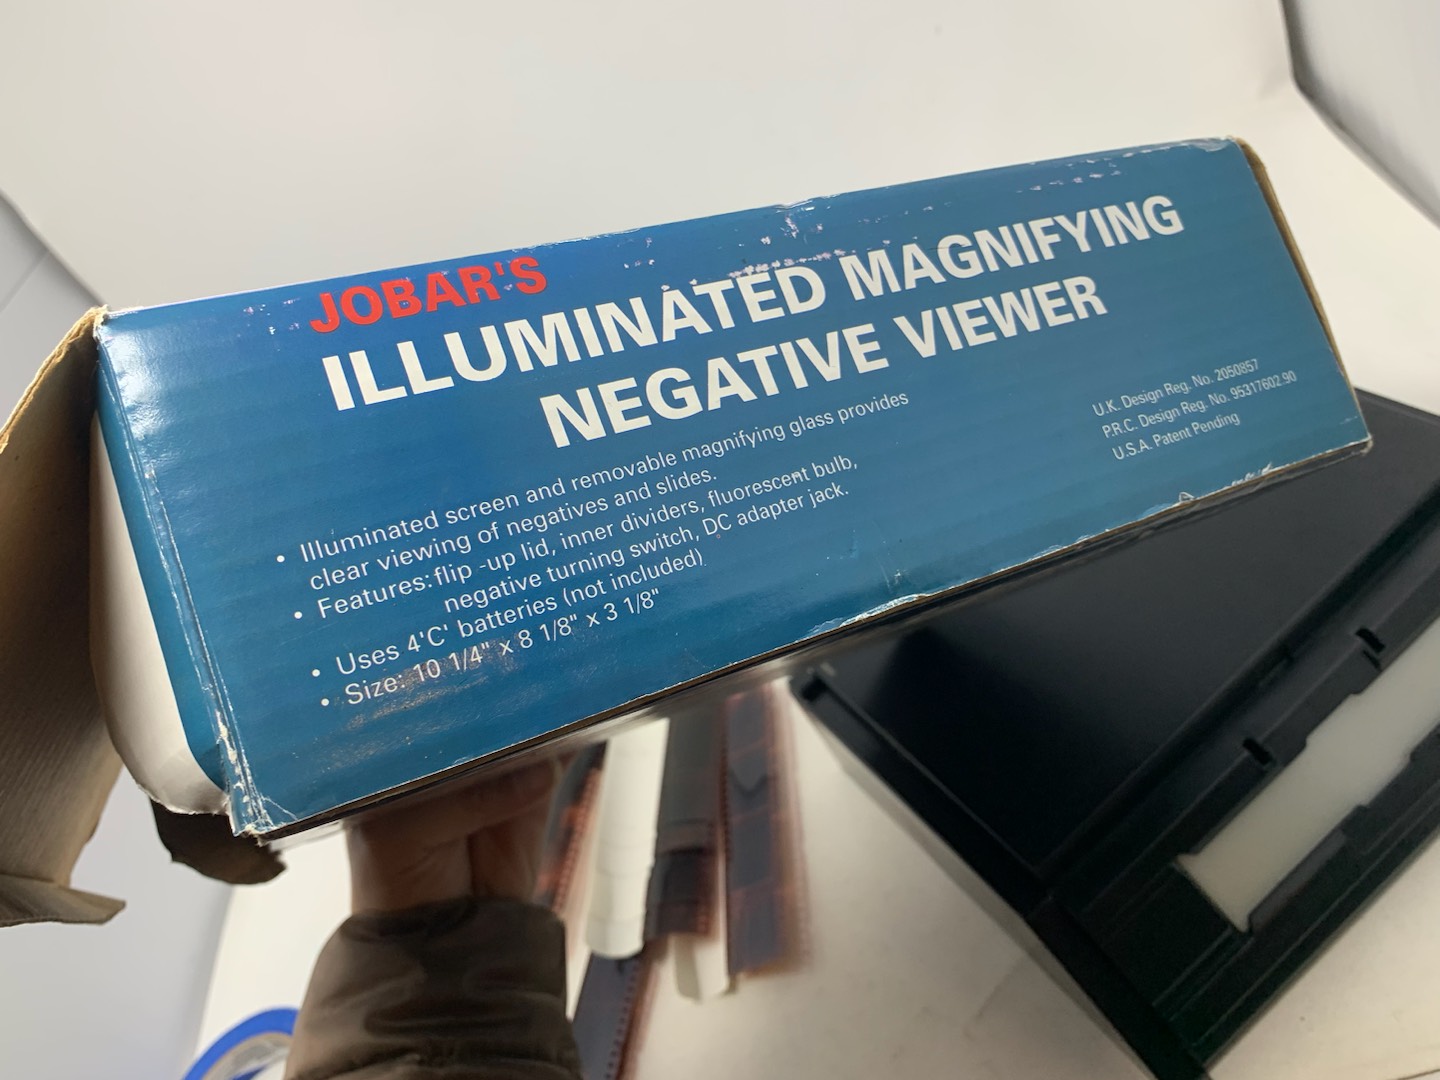 JOBAR'S
ILLUMINATED MAGNIFYING
NEGATIVE VIEWER
• Illuminated screen and removable magnifying glass provides
clear viewing of negatives and slides.
• Features: flip -up lid, inner dividers, fluorescent bulb,
negative turning switch, DC adapter jack.
• Uses 4'C' batteries (not included)
• Size: 10 1/4" x 8 1/8" x 3 1/8"
U.K. Design Reg. No. 2050857
P.R.C. Design Reg. No. 95317602.90
U.S.A. Patent Pending